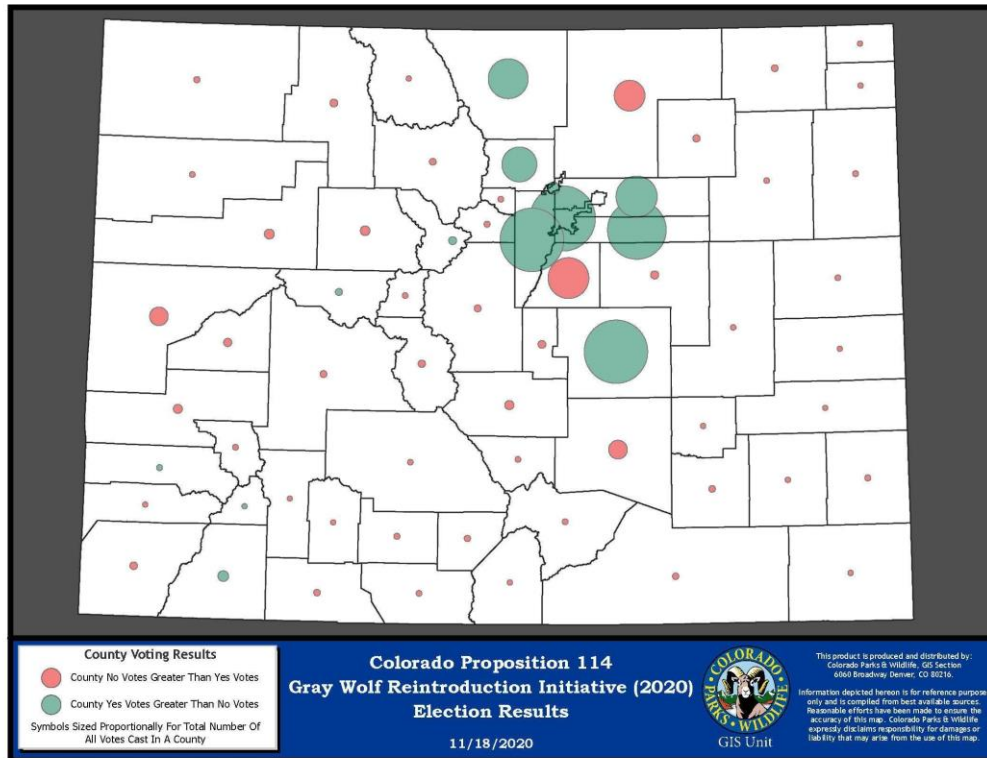 County Voting Results
County No Votes Greater Than Yes Votes
County Yes Votes Greater Than No Votes
Symbols Sized Proportionally For Total Number Of
All Votes Cast In A County
Colorado Proposition 114
Gray Wolf Reintroduction Initiative (2020)
Election Results
11/18/2020
COLORADO
PARKS & WILDLIFE
GIS Unit
This product is produced and distributed by:
Colorado Parks & Wildlife, GIS Section
6060 Broadway Denver, CO 80216.
Information depicted hereon is for reference purpose
only and is compiled from best available sources.
Reasonable efforts have been made to ensure the
accuracy of this map. Colorado Parks & Wildlife
expressly disclaims responsibility for damages or
liability that may arise from the use of this map.